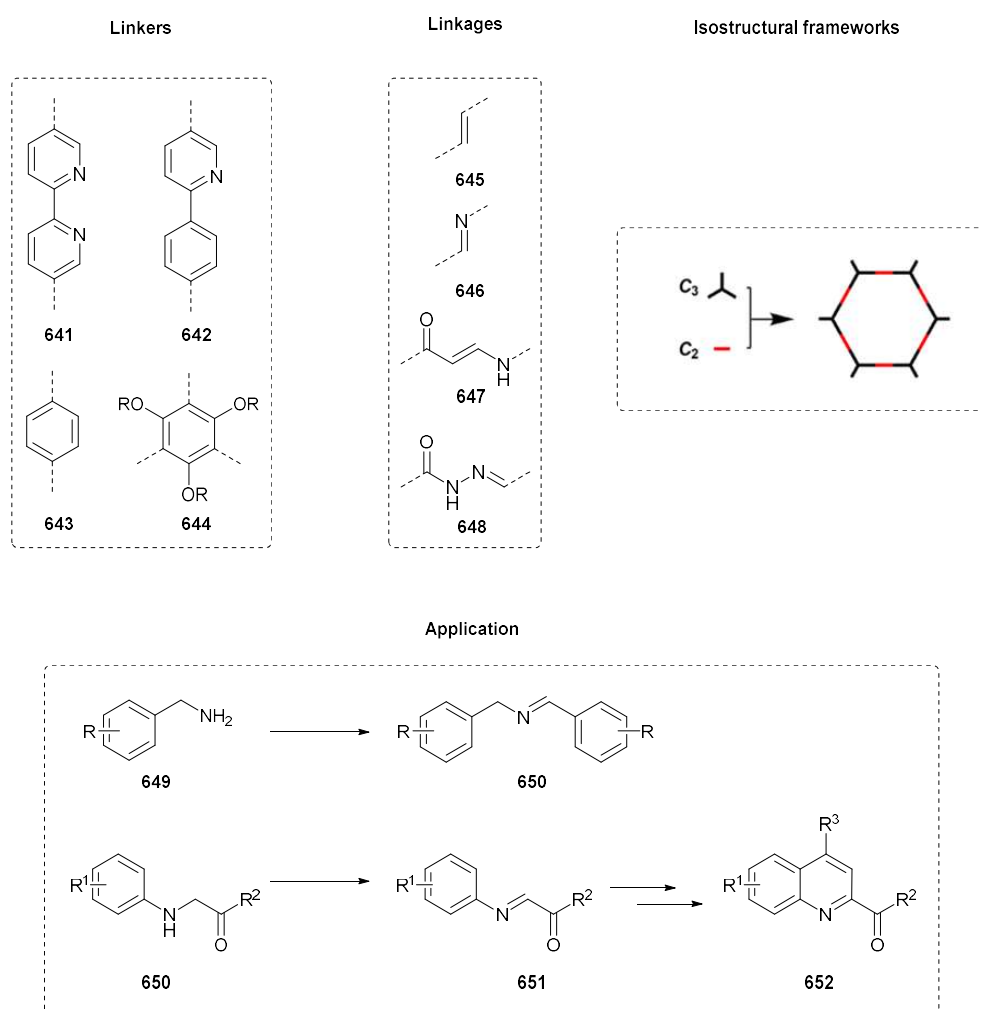 Linkers
Linkages
Isostructural frameworks
N
N
641
N
642
643
RO
OR
OR
644
645
N
646
O
N
H
647
O
N
H
N
648
C3
C2
Application
R
NH2
649
R
N
R
650
R1
N
H
O
R2
650
R1
N
O
R2
651
R3
R1
N
O
R2
652